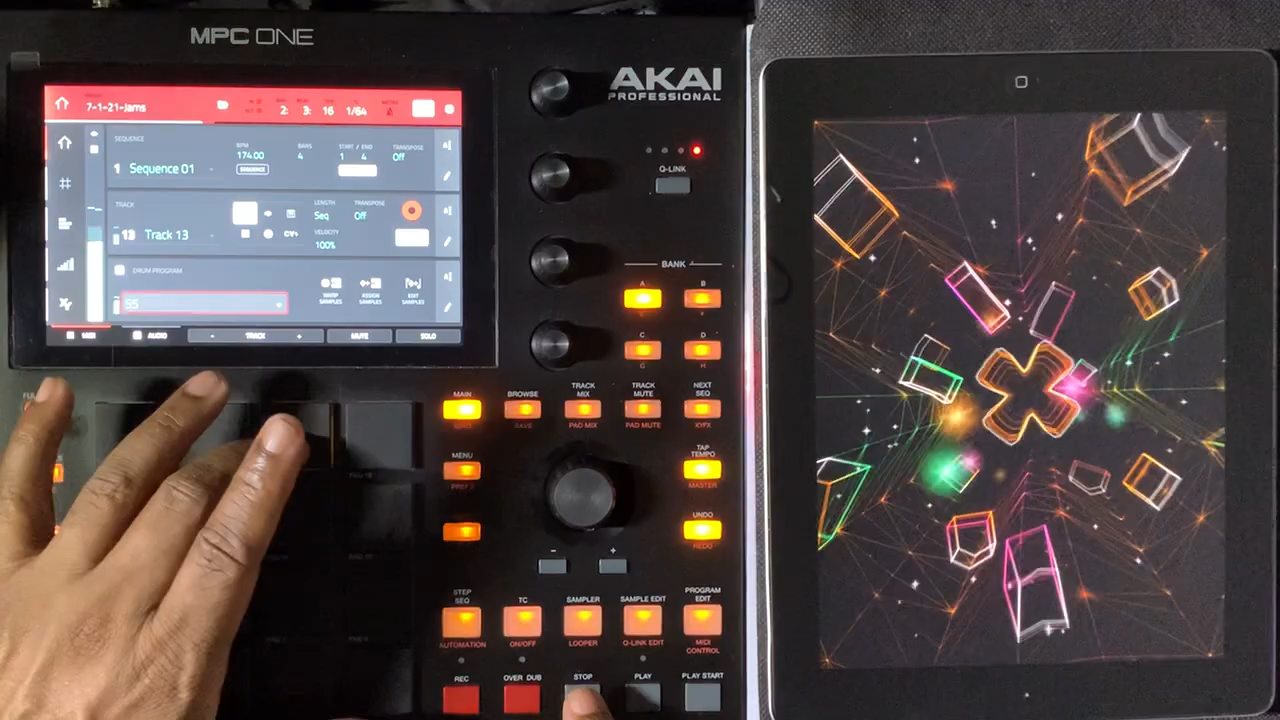 MPC ONE
AKAI
PROFESSIONAL
7-1-21-Jams
2: 3: 16 1/64
SEQUENCE
BPM
BARS
START / END
TRANSPOSE
1 Sequence 01
174.00
4
1 4
Off
SEQUENCE
TRACK
LENGTH
TRANSPOSE
Seq
Off
13 Track 13
VELOCITY
100%
DRUM PROGRAM
S5
WARP SAMPLES
ASSIGN SAMPLES
EDIT SAMPLES
MIDI
AUDIO
- TRACK +
MUTE
SOLO
Q-LINK
BANK
A
B
C
D
G
H
MAIN
BROWSE
SAVE
TRACK MIX
PAD MIX
TRACK MUTE
PAD MUTE
NEXT SEQ
XYFX
MENU
TAP TEMPO
MASTER
UNDO
REDO
- +
STEP SEQ
AUTOMATION
TC
ON/OFF
SAMPLER
LOOPER
SAMPLE EDIT
Q-LINK EDIT
PROGRAM EDIT
MIDI CONTROL
REC
OVER DUB
STOP
PLAY
PLAY START